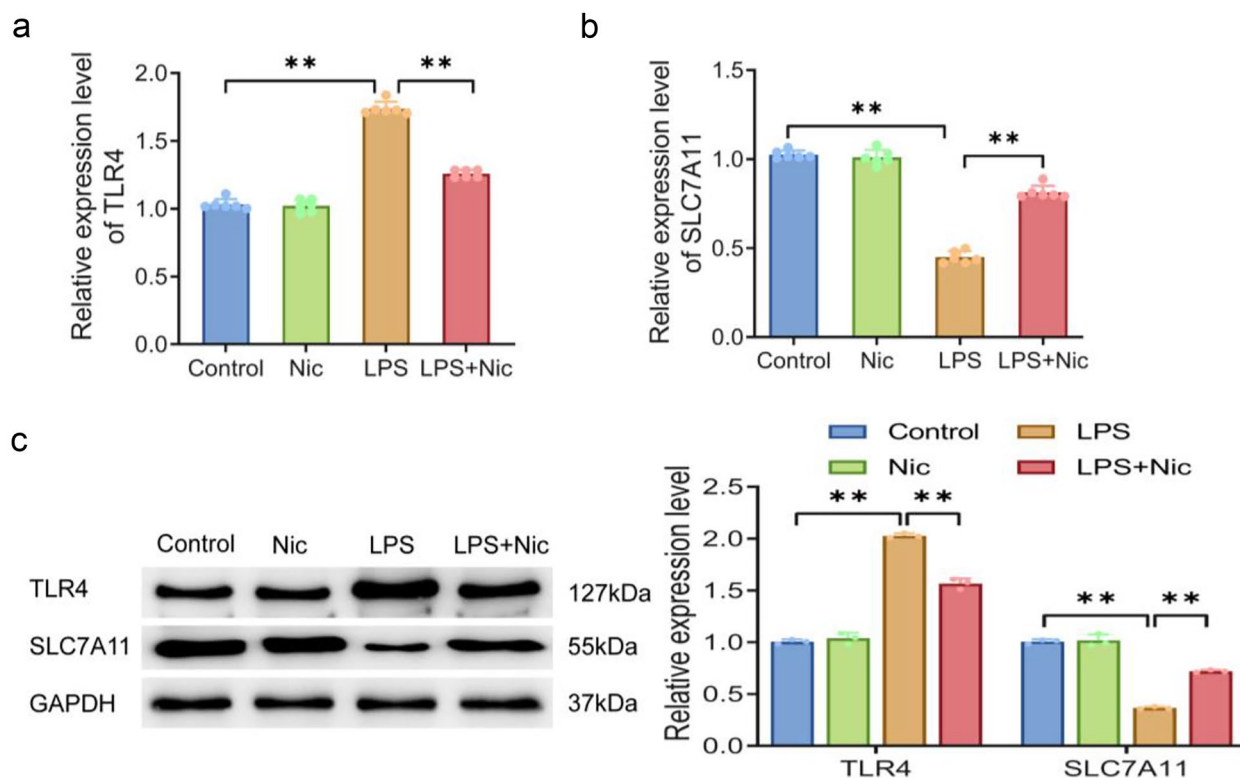 a
Relative expression level
of TLR4
2.0
1.5
1.0
0.5
0.0
** **
Control Nic LPS LPS+Nic
b
Relative expression level
of SLC7A11
1.5
1.0
0.5
0.0
** **
Control Nic LPS LPS+Nic
c
Control Nic LPS LPS+Nic
TLR4 127kDa
SLC7A11 55kDa
GAPDH 37kDa
Control LPS
Nic LPS+Nic
Relative expression level
2.5
2.0
1.5
1.0
0.5
0.0
** **
** **
TLR4 SLC7A11